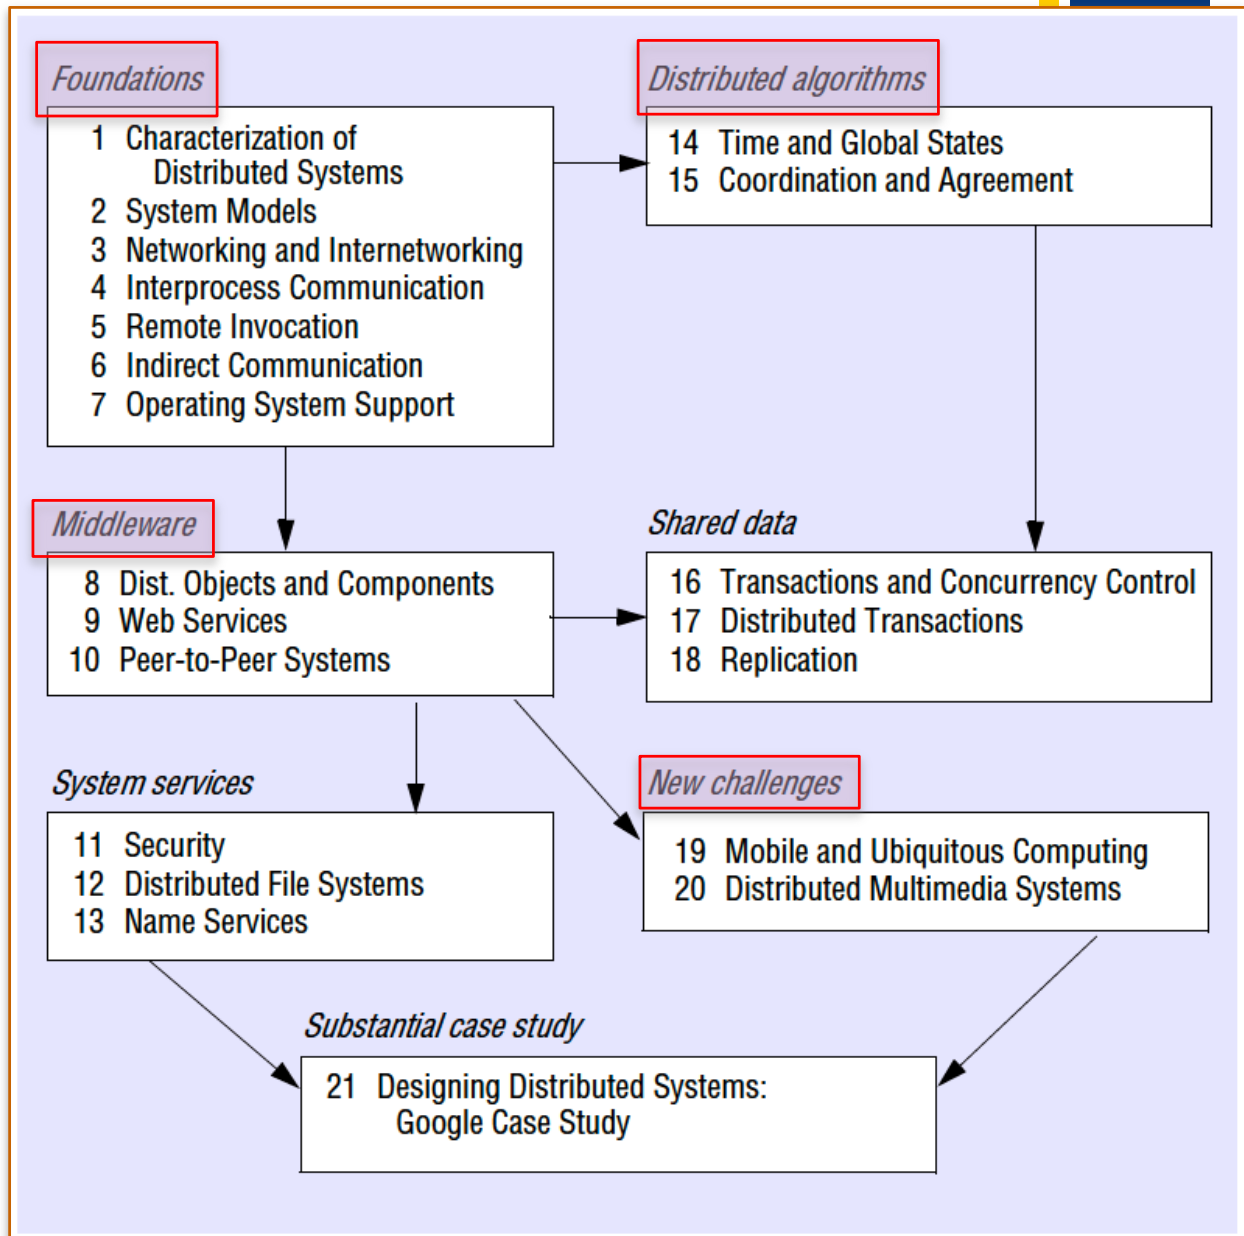 Foundations
1 Characterization of
Distributed Systems
2 System Models
3 Networking and Internetworking
4 Interprocess Communication
5 Remote Invocation
6 Indirect Communication
7 Operating System Support
Distributed algorithms
14 Time and Global States
15 Coordination and Agreement
Middleware
8 Dist. Objects and Components
9 Web Services
10 Peer-to-Peer Systems
Shared data
16 Transactions and Concurrency Control
17 Distributed Transactions
18 Replication
System services
11 Security
12 Distributed File Systems
13 Name Services
New challenges
19 Mobile and Ubiquitous Computing
20 Distributed Multimedia Systems
Substantial case study
21 Designing Distributed Systems:
Google Case Study